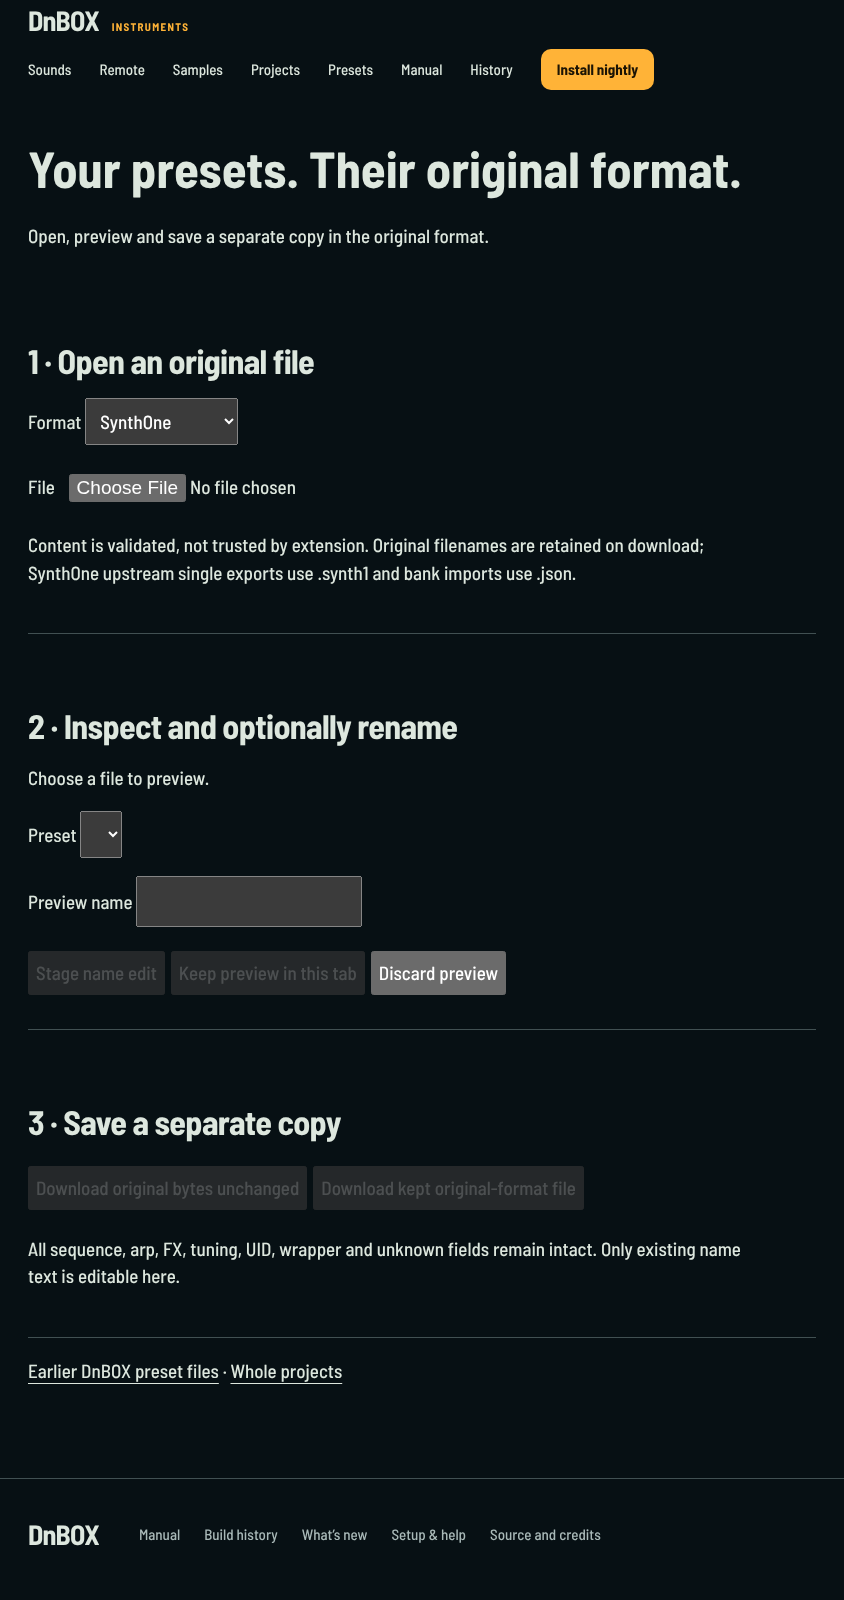 DnBOX INSTRUMENTS
Sounds Remote Samples Projects Presets Manual History Install nightly
Your presets. Their original format.
Open, preview and save a separate copy in the original format.
1 · Open an original file
Format SynthOne
File Choose File No file chosen
Content is validated, not trusted by extension. Original filenames are retained on download;
SynthOne upstream single exports use .synth1 and bank imports use .json.
2 · Inspect and optionally rename
Choose a file to preview.
Preset
Preview name
Stage name edit Keep preview in this tab Discard preview
3 · Save a separate copy
Download original bytes unchanged Download kept original-format file
All sequence, arp, FX, tuning, UID, wrapper and unknown fields remain intact. Only existing name
text is editable here.
Earlier DnBOX preset files · Whole projects
DnBOX Manual Build history What's new Setup & help Source and credits